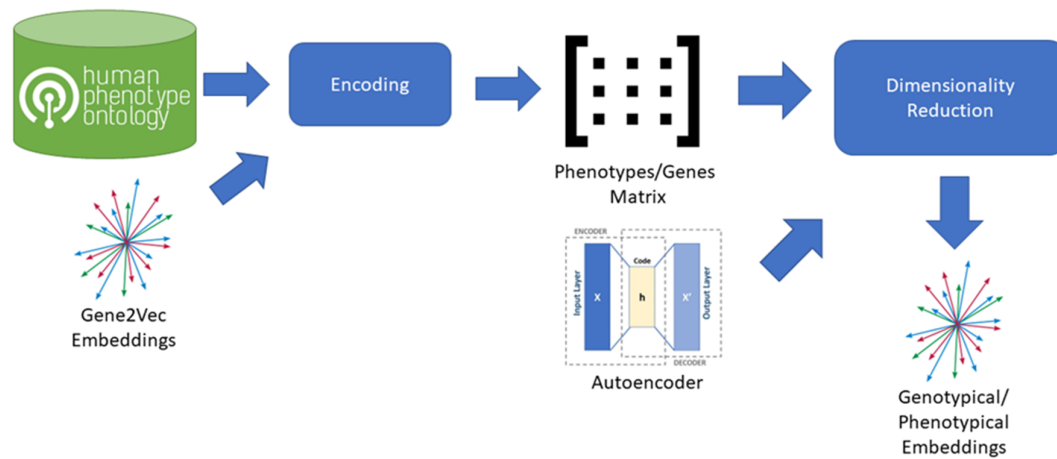 human
phenotype
ontology
Encoding
Dimensionality
Reduction
Phenotypes/Genes
Matrix
Gene2Vec
Embeddings
ENCODER
Code
Input Layer
X
h
X'
Output Layer
DECODER
Autoencoder
Genotypical/
Phenotypical
Embeddings